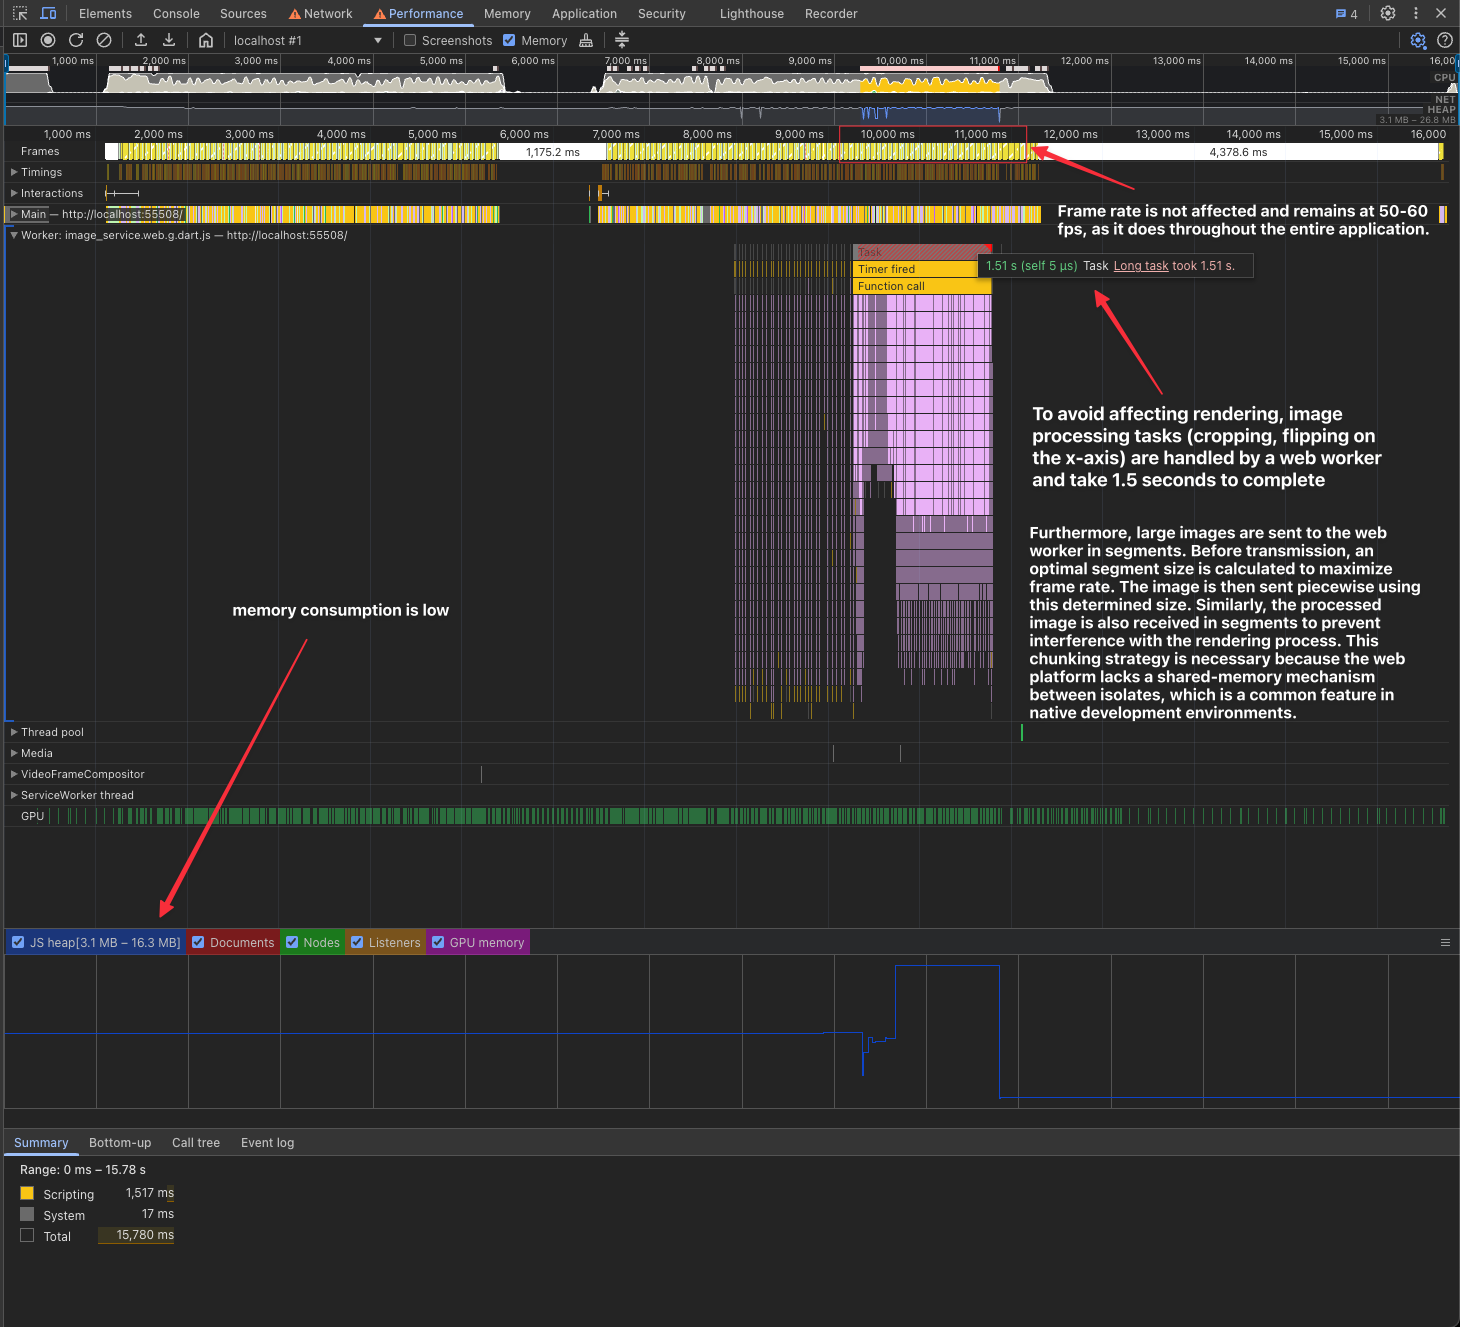 Elements Console Sources Network Performance Memory Application Security Lighthouse Recorder 4
localhost #1 Screenshots Memory
1,000 ms 2,000 ms 3,000 ms 4,000 ms 5,000 ms 6,000 ms 7,000 ms 8,000 ms 9,000 ms 10,000 ms 11,000 ms 12,000 ms 13,000 ms 14,000 ms 15,000 ms 16,00
CPU
NET
HEAP
3.1 MB – 26.8 MB
1,000 ms 2,000 ms 3,000 ms 4,000 ms 5,000 ms 6,000 ms 7,000 ms 8,000 ms 9,000 ms 10,000 ms 11,000 ms 12,000 ms 13,000 ms 14,000 ms 15,000 ms 16,000
Frames 1,175.2 ms 4,378.6 ms
Timings
Interactions
Main — http://localhost:55508/
Frame rate is not affected and remains at 50-60
fps, as it does throughout the entire application.
Worker: image_service.web.g.dart.js — http://localhost:55508/
Task
Timer fired
Function call
1.51 s (self 5 µs) Task Long task took 1.51 s.
To avoid affecting rendering, image
processing tasks (cropping, flipping on
the x-axis) are handled by a web worker
and take 1.5 seconds to complete
Furthermore, large images are sent to the web
worker in segments. Before transmission, an
optimal segment size is calculated to maximize
frame rate. The image is then sent piecewise using
this determined size. Similarly, the processed
image is also received in segments to prevent
interference with the rendering process. This
chunking strategy is necessary because the web
platform lacks a shared-memory mechanism
between isolates, which is a common feature in
native development environments.
memory consumption is low
Thread pool
Media
VideoFrameCompositor
ServiceWorker thread
GPU
JS heap[3.1 MB – 16.3 MB] Documents Nodes Listeners GPU memory
Summary Bottom-up Call tree Event log
Range: 0 ms – 15.78 s
Scripting 1,517 ms
System 17 ms
Total 15,780 ms